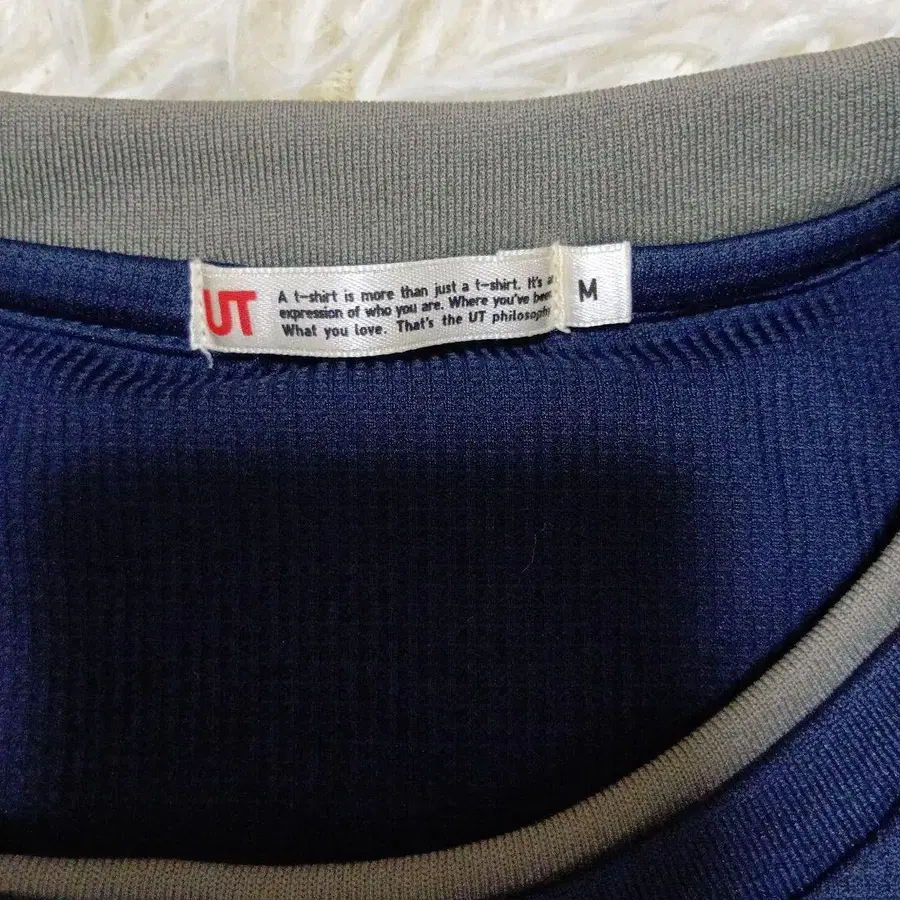 UT
A t-shirt is more than just a t-shirt. It's a
expression of who you are. Where you've been
What you love. That's the UT philosophy
M